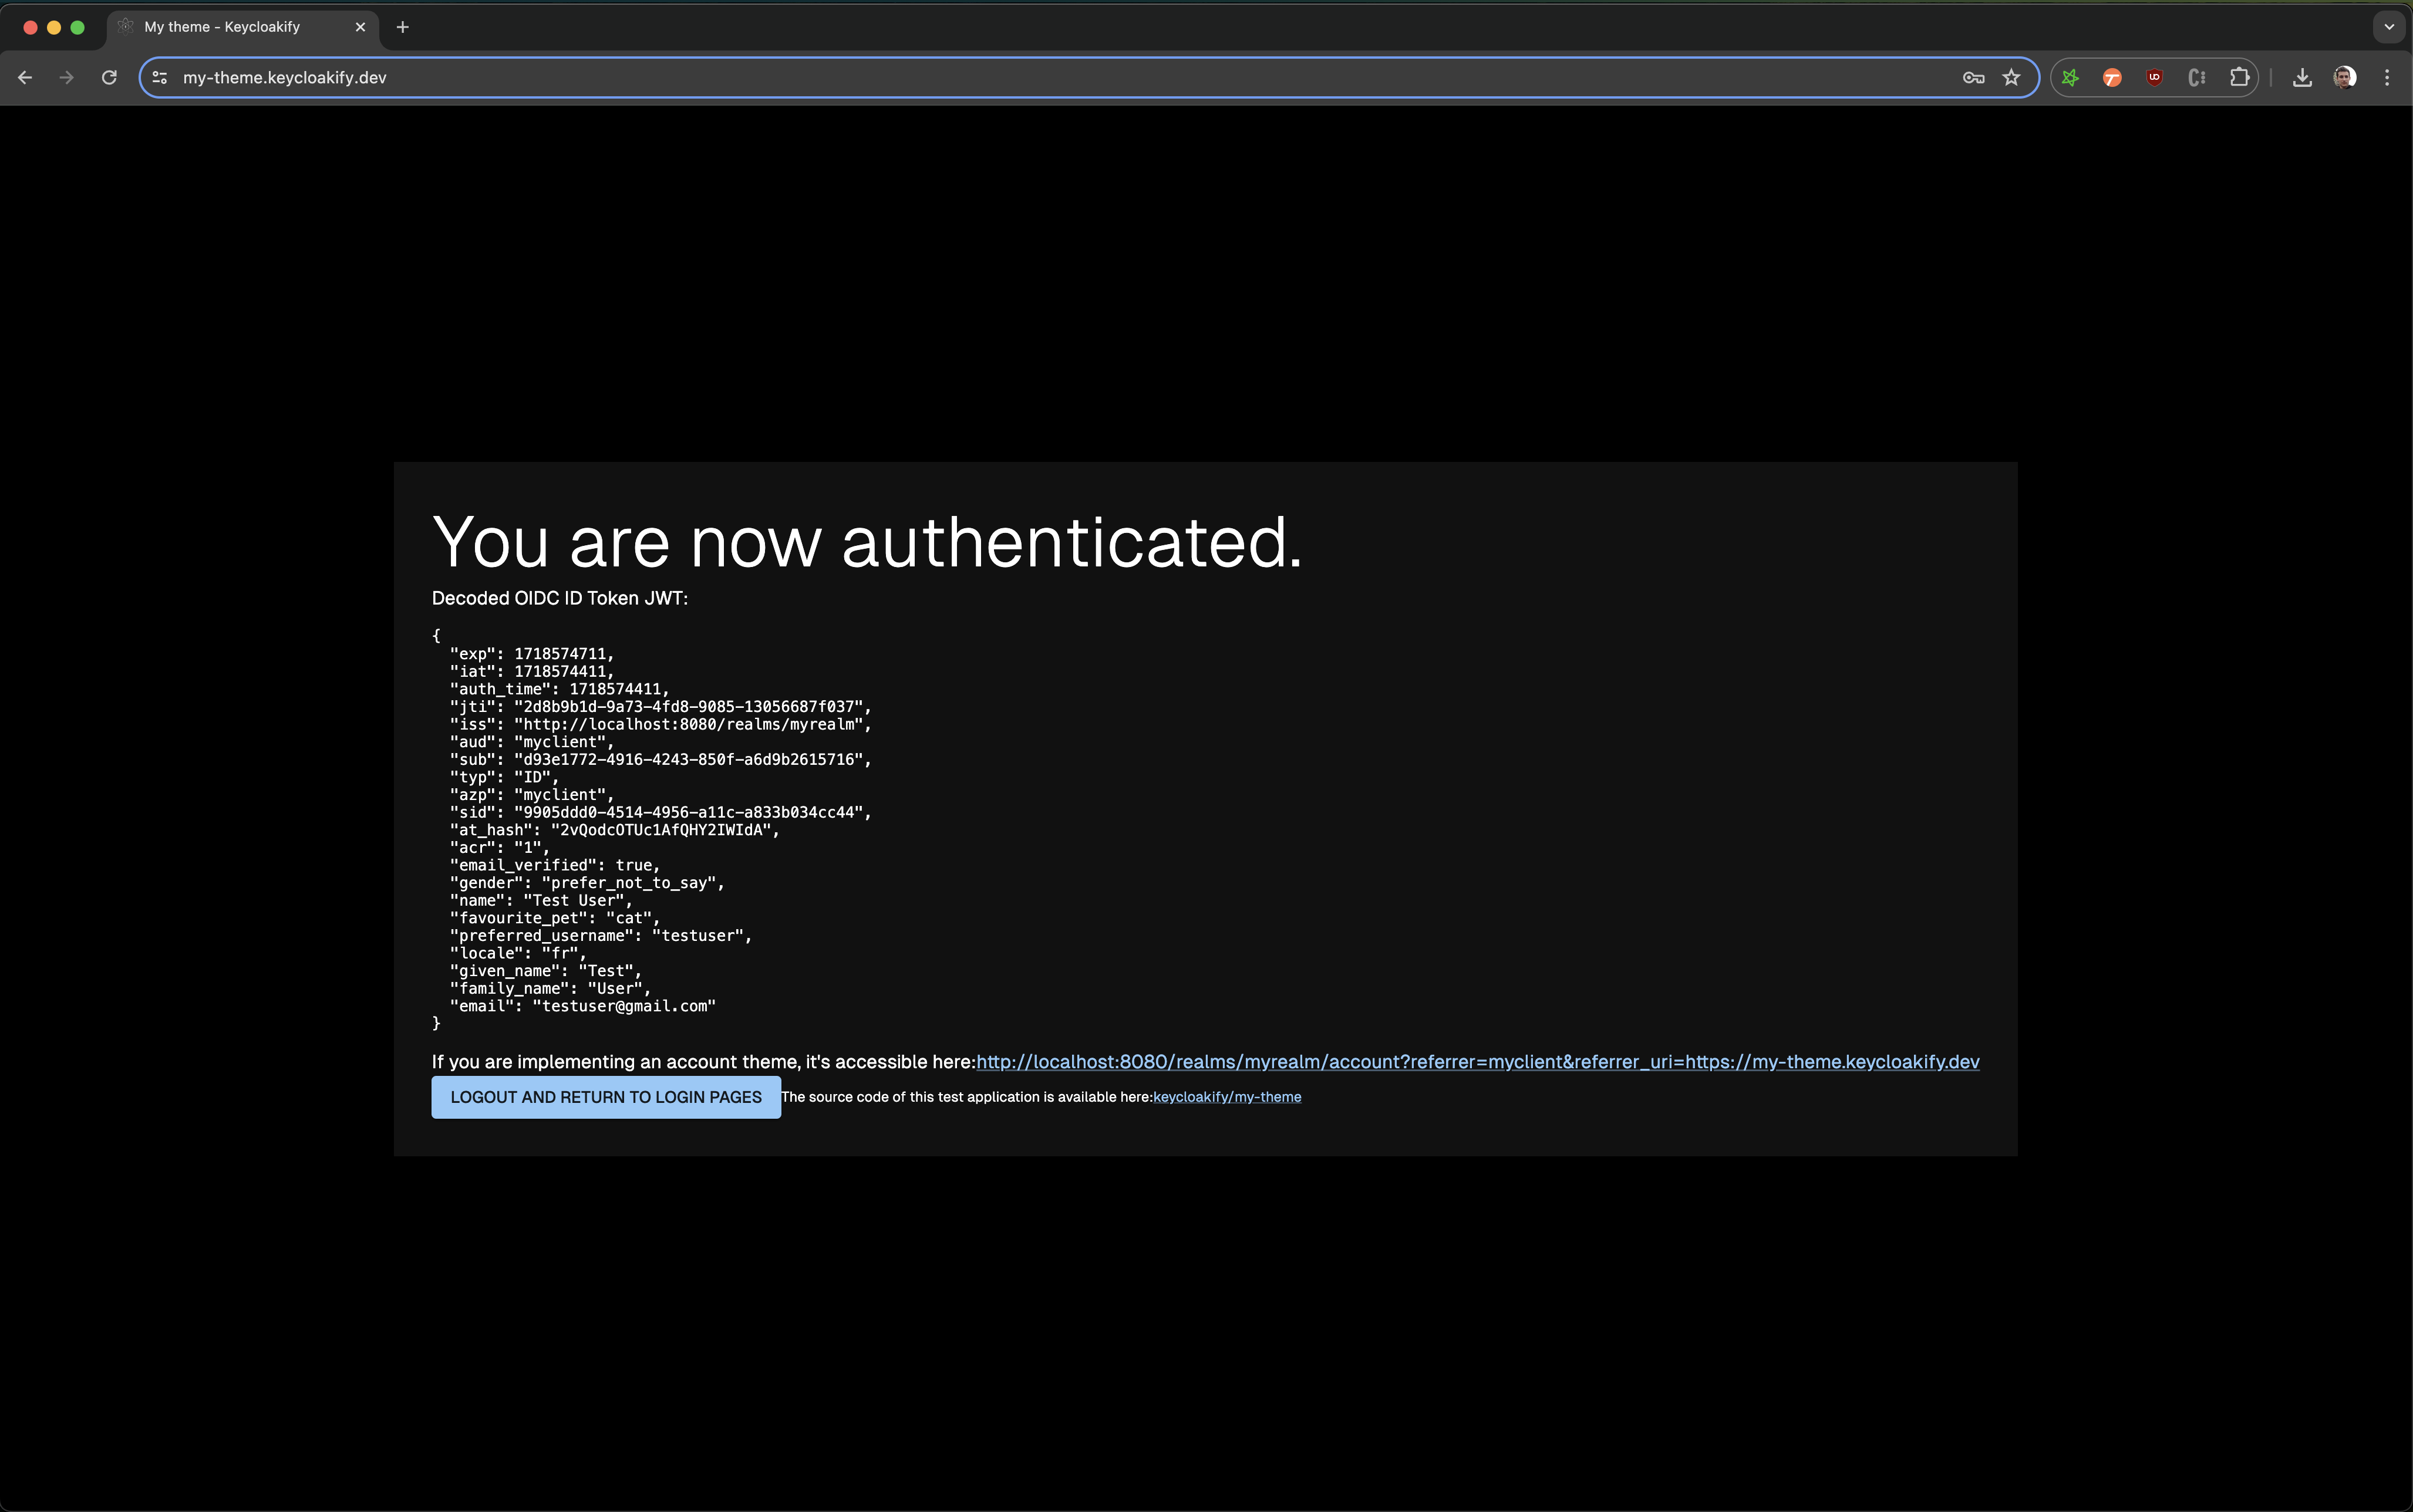 My theme - Keycloakify
my-theme.keycloakify.dev
You are now authenticated.
Decoded OIDC ID Token JWT:
{
  "exp": 1718574711,
  "iat": 1718574411,
  "auth_time": 1718574411,
  "jti": "2d8b9b1d-9a73-4fd8-9085-13056687f037",
  "iss": "http://localhost:8080/realms/myrealm",
  "aud": "myclient",
  "sub": "d93e1772-4916-4243-850f-a6d9b2615716",
  "typ": "ID",
  "azp": "myclient",
  "sid": "9905ddd0-4514-4956-a11c-a833b034cc44",
  "at_hash": "2vQodcOTUc1AfQHY2IWIdA",
  "acr": "1",
  "email_verified": true,
  "gender": "prefer_not_to_say",
  "name": "Test User",
  "favourite_pet": "cat",
  "preferred_username": "testuser",
  "locale": "fr",
  "given_name": "Test",
  "family_name": "User",
  "email": "testuser@gmail.com"
}
If you are implementing an account theme, it's accessible here:http://localhost:8080/realms/myrealm/account?referrer=myclient&referrer_uri=https://my-theme.keycloakify.dev
LOGOUT AND RETURN TO LOGIN PAGES The source code of this test application is available here:keycloakify/my-theme